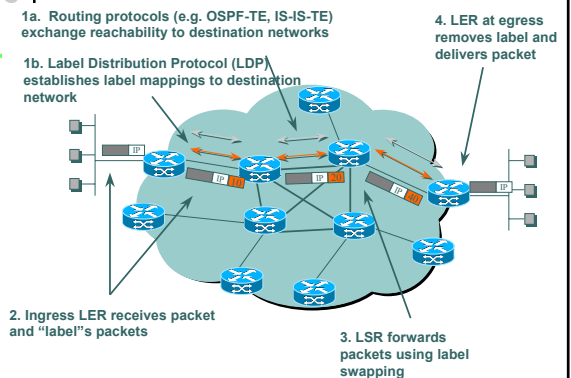 1a. Routing protocols (e.g. OSPF-TE, IS-IS-TE)
exchange reachability to destination networks
1b. Label Distribution Protocol (LDP)
establishes label mappings to destination
network
4. LER at egress
removes label and
delivers packet
IP
IP 10
IP 20
IP 40
IP
2. Ingress LER receives packet
and “label”s packets
3. LSR forwards
packets using label
swapping